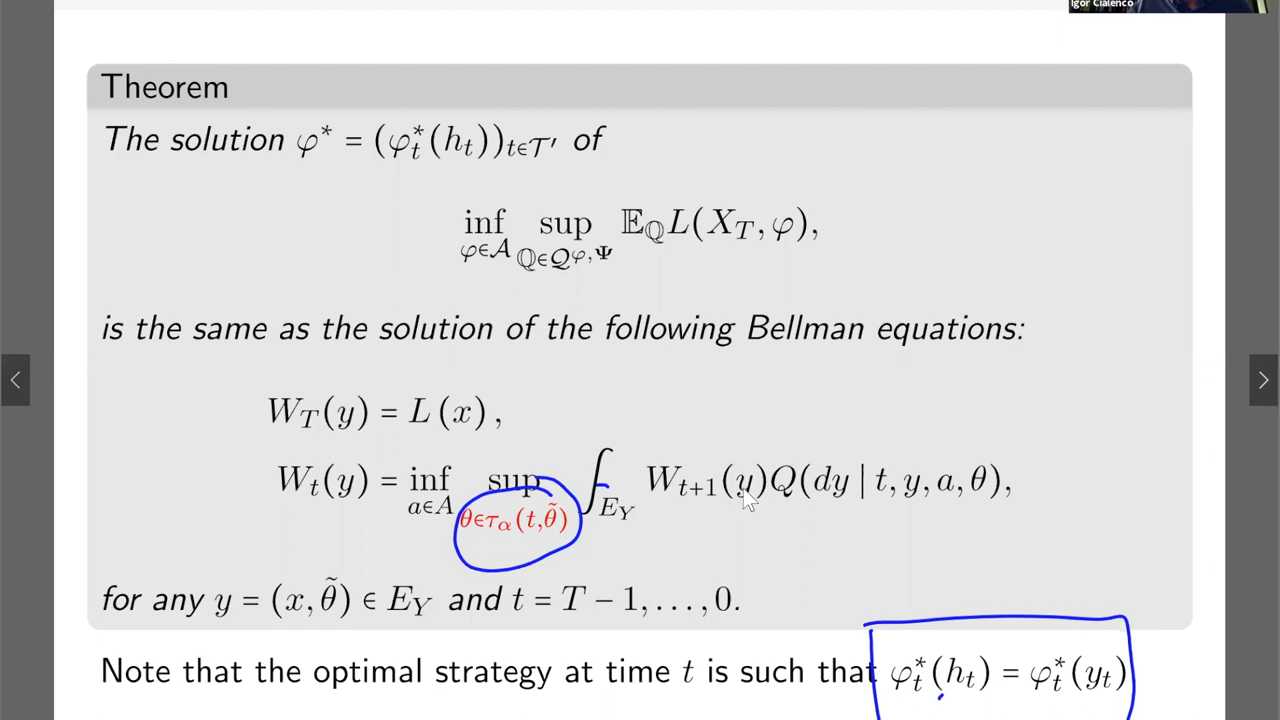 Igor Cialenco
Theorem
The solution φ* = (φ*_t(h_t))_{t∈𝒯′} of
inf_{φ∈𝒜} sup_{ℚ∈𝒬^{φ,Ψ}} 𝔼_ℚ L(X_T, φ),
is the same as the solution of the following Bellman equations:
W_T(y) = L(x),
W_t(y) = inf_{a∈A} sup_{θ∈τ_α(t,θ̃)} ∫_{E_Y} W_{t+1}(y)Q(dy | t, y, a, θ),
for any y = (x, θ̃) ∈ E_Y and t = T − 1, …, 0.
Note that the optimal strategy at time t is such that φ*_t(h_t) = φ*_t(y_t)